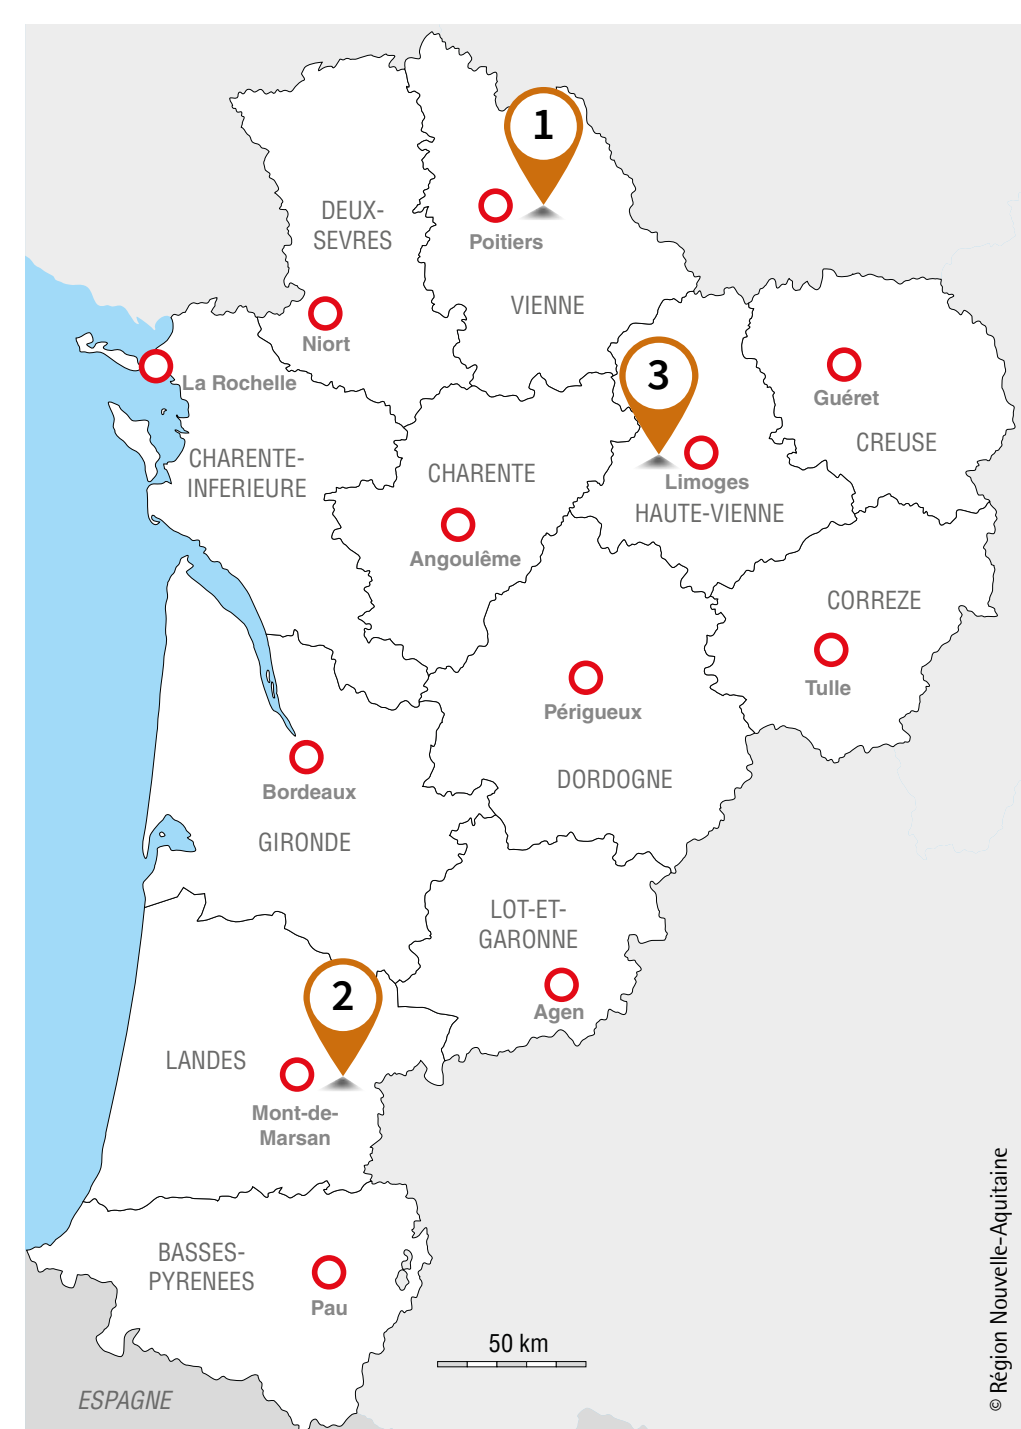 1
DEUX-
SEVRES
Poitiers
VIENNE
Niort
La Rochelle
3
Guéret
CREUSE
CHARENTE-
INFERIEURE
CHARENTE
Limoges
HAUTE-VIENNE
Angoulême
CORREZE
Tulle
Périgueux
DORDOGNE
Bordeaux
GIRONDE
LOT-ET-
GARONNE
Agen
2
LANDES
Mont-de-
Marsan
BASSES-
PYRENEES
Pau
50 km
ESPAGNE
© Région Nouvelle-Aquitaine